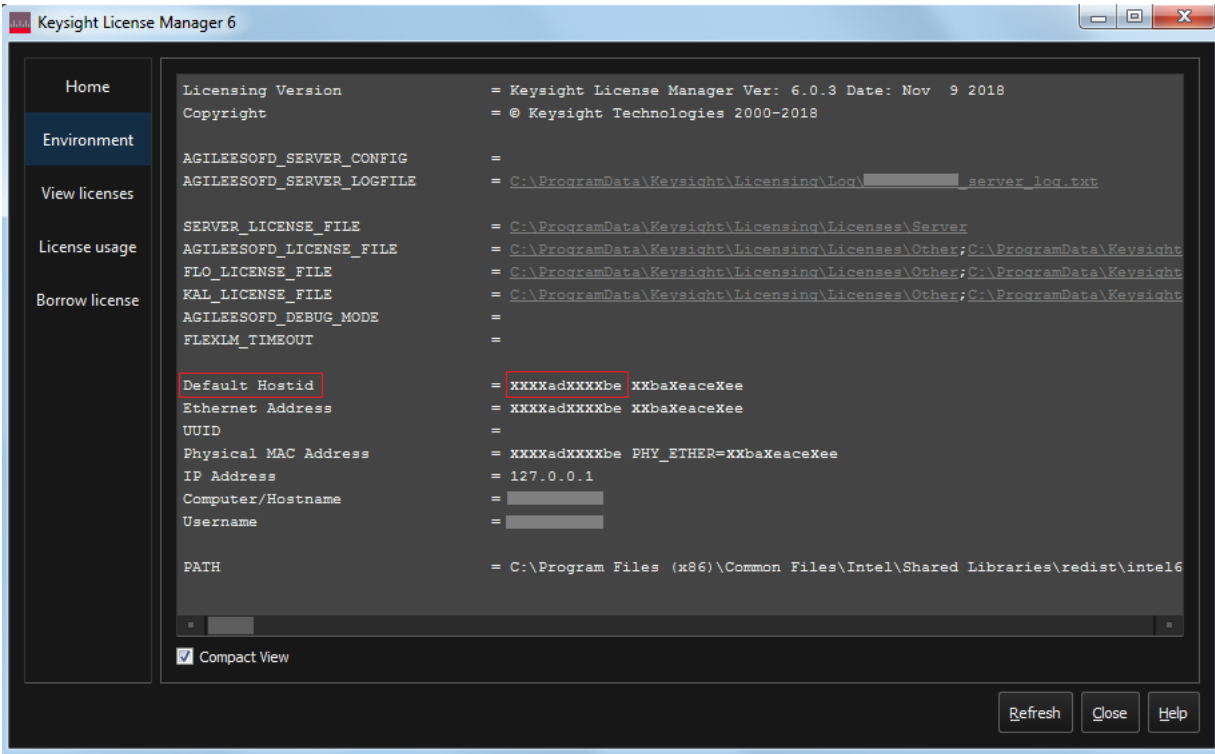 Keysight License Manager 6
Home
Environment
View licenses
License usage
Borrow license
Licensing Version = Keysight License Manager Ver: 6.0.3 Date: Nov 9 2018
Copyright = © Keysight Technologies 2000-2018
AGILEESOFD_SERVER_CONFIG =
AGILEESOFD_SERVER_LOGFILE = C:\ProgramData\Keysight\Licensing\Log\ _server_log.txt
SERVER_LICENSE_FILE = C:\ProgramData\Keysight\Licensing\Licenses\Server
AGILEESOFD_LICENSE_FILE = C:\ProgramData\Keysight\Licensing\Licenses\Other;C:\ProgramData\Keysight
FLO_LICENSE_FILE = C:\ProgramData\Keysight\Licensing\Licenses\Other;C:\ProgramData\Keysight
KAL_LICENSE_FILE = C:\ProgramData\Keysight\Licensing\Licenses\Other;C:\ProgramData\Keysight
AGILEESOFD_DEBUG_MODE =
FLEXLM_TIMEOUT =
Default Hostid = XXXXadXXXXbe XXbaXeaceXee
Ethernet Address = XXXXadXXXXbe XXbaXeaceXee
UUID =
Physical MAC Address = XXXXadXXXXbe PHY_ETHER=XXbaXeaceXee
IP Address = 127.0.0.1
Computer/Hostname =
Username =
PATH = C:\Program Files (x86)\Common Files\Intel\Shared Libraries\redist\intel6
Compact View
Refresh Close Help